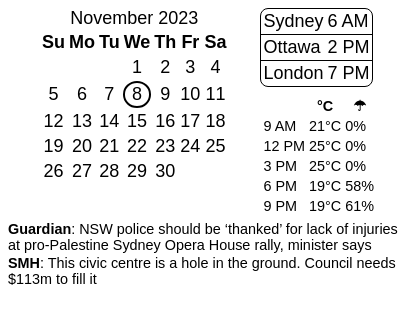 November 2023
Su Mo Tu We Th Fr Sa
1 2 3 4
5 6 7 8 9 10 11
12 13 14 15 16 17 18
19 20 21 22 23 24 25
26 27 28 29 30
Sydney 6 AM
Ottawa 2 PM
London 7 PM
°C ☂
9 AM 21°C 0%
12 PM 25°C 0%
3 PM 25°C 0%
6 PM 19°C 58%
9 PM 19°C 61%
Guardian: NSW police should be ‘thanked’ for lack of injuries
at pro-Palestine Sydney Opera House rally, minister says
SMH: This civic centre is a hole in the ground. Council needs
$113m to fill it